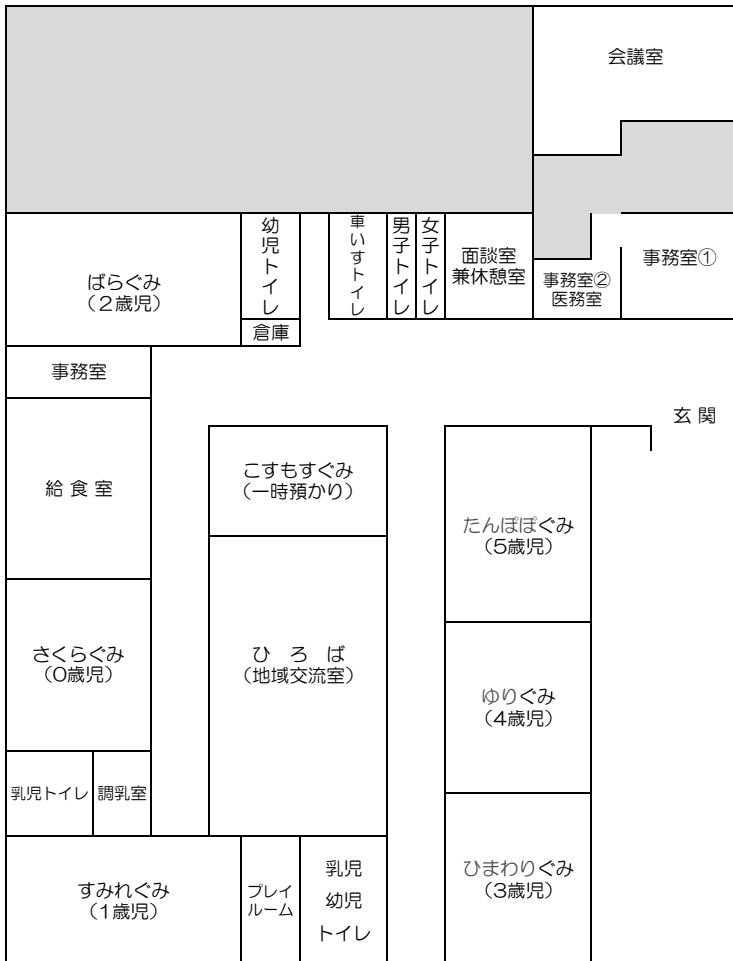 会議室
幼児トイレ
車いすトイレ
男子トイレ
女子トイレ
面談室
兼休憩室
事務室②
医務室
事務室①
ばらぐみ
（２歳児）
倉庫
事務室
玄 関
給 食 室
こすもすぐみ
（一時預かり）
たんぽぽぐみ
（5歳児）
さくらぐみ
（0歳児）
ひ ろ ば
（地域交流室）
ゆりぐみ
（4歳児）
乳児トイレ
調乳室
すみれぐみ
（1歳児）
プレイ
ルーム
乳児
幼児
トイレ
ひまわりぐみ
（3歳児）